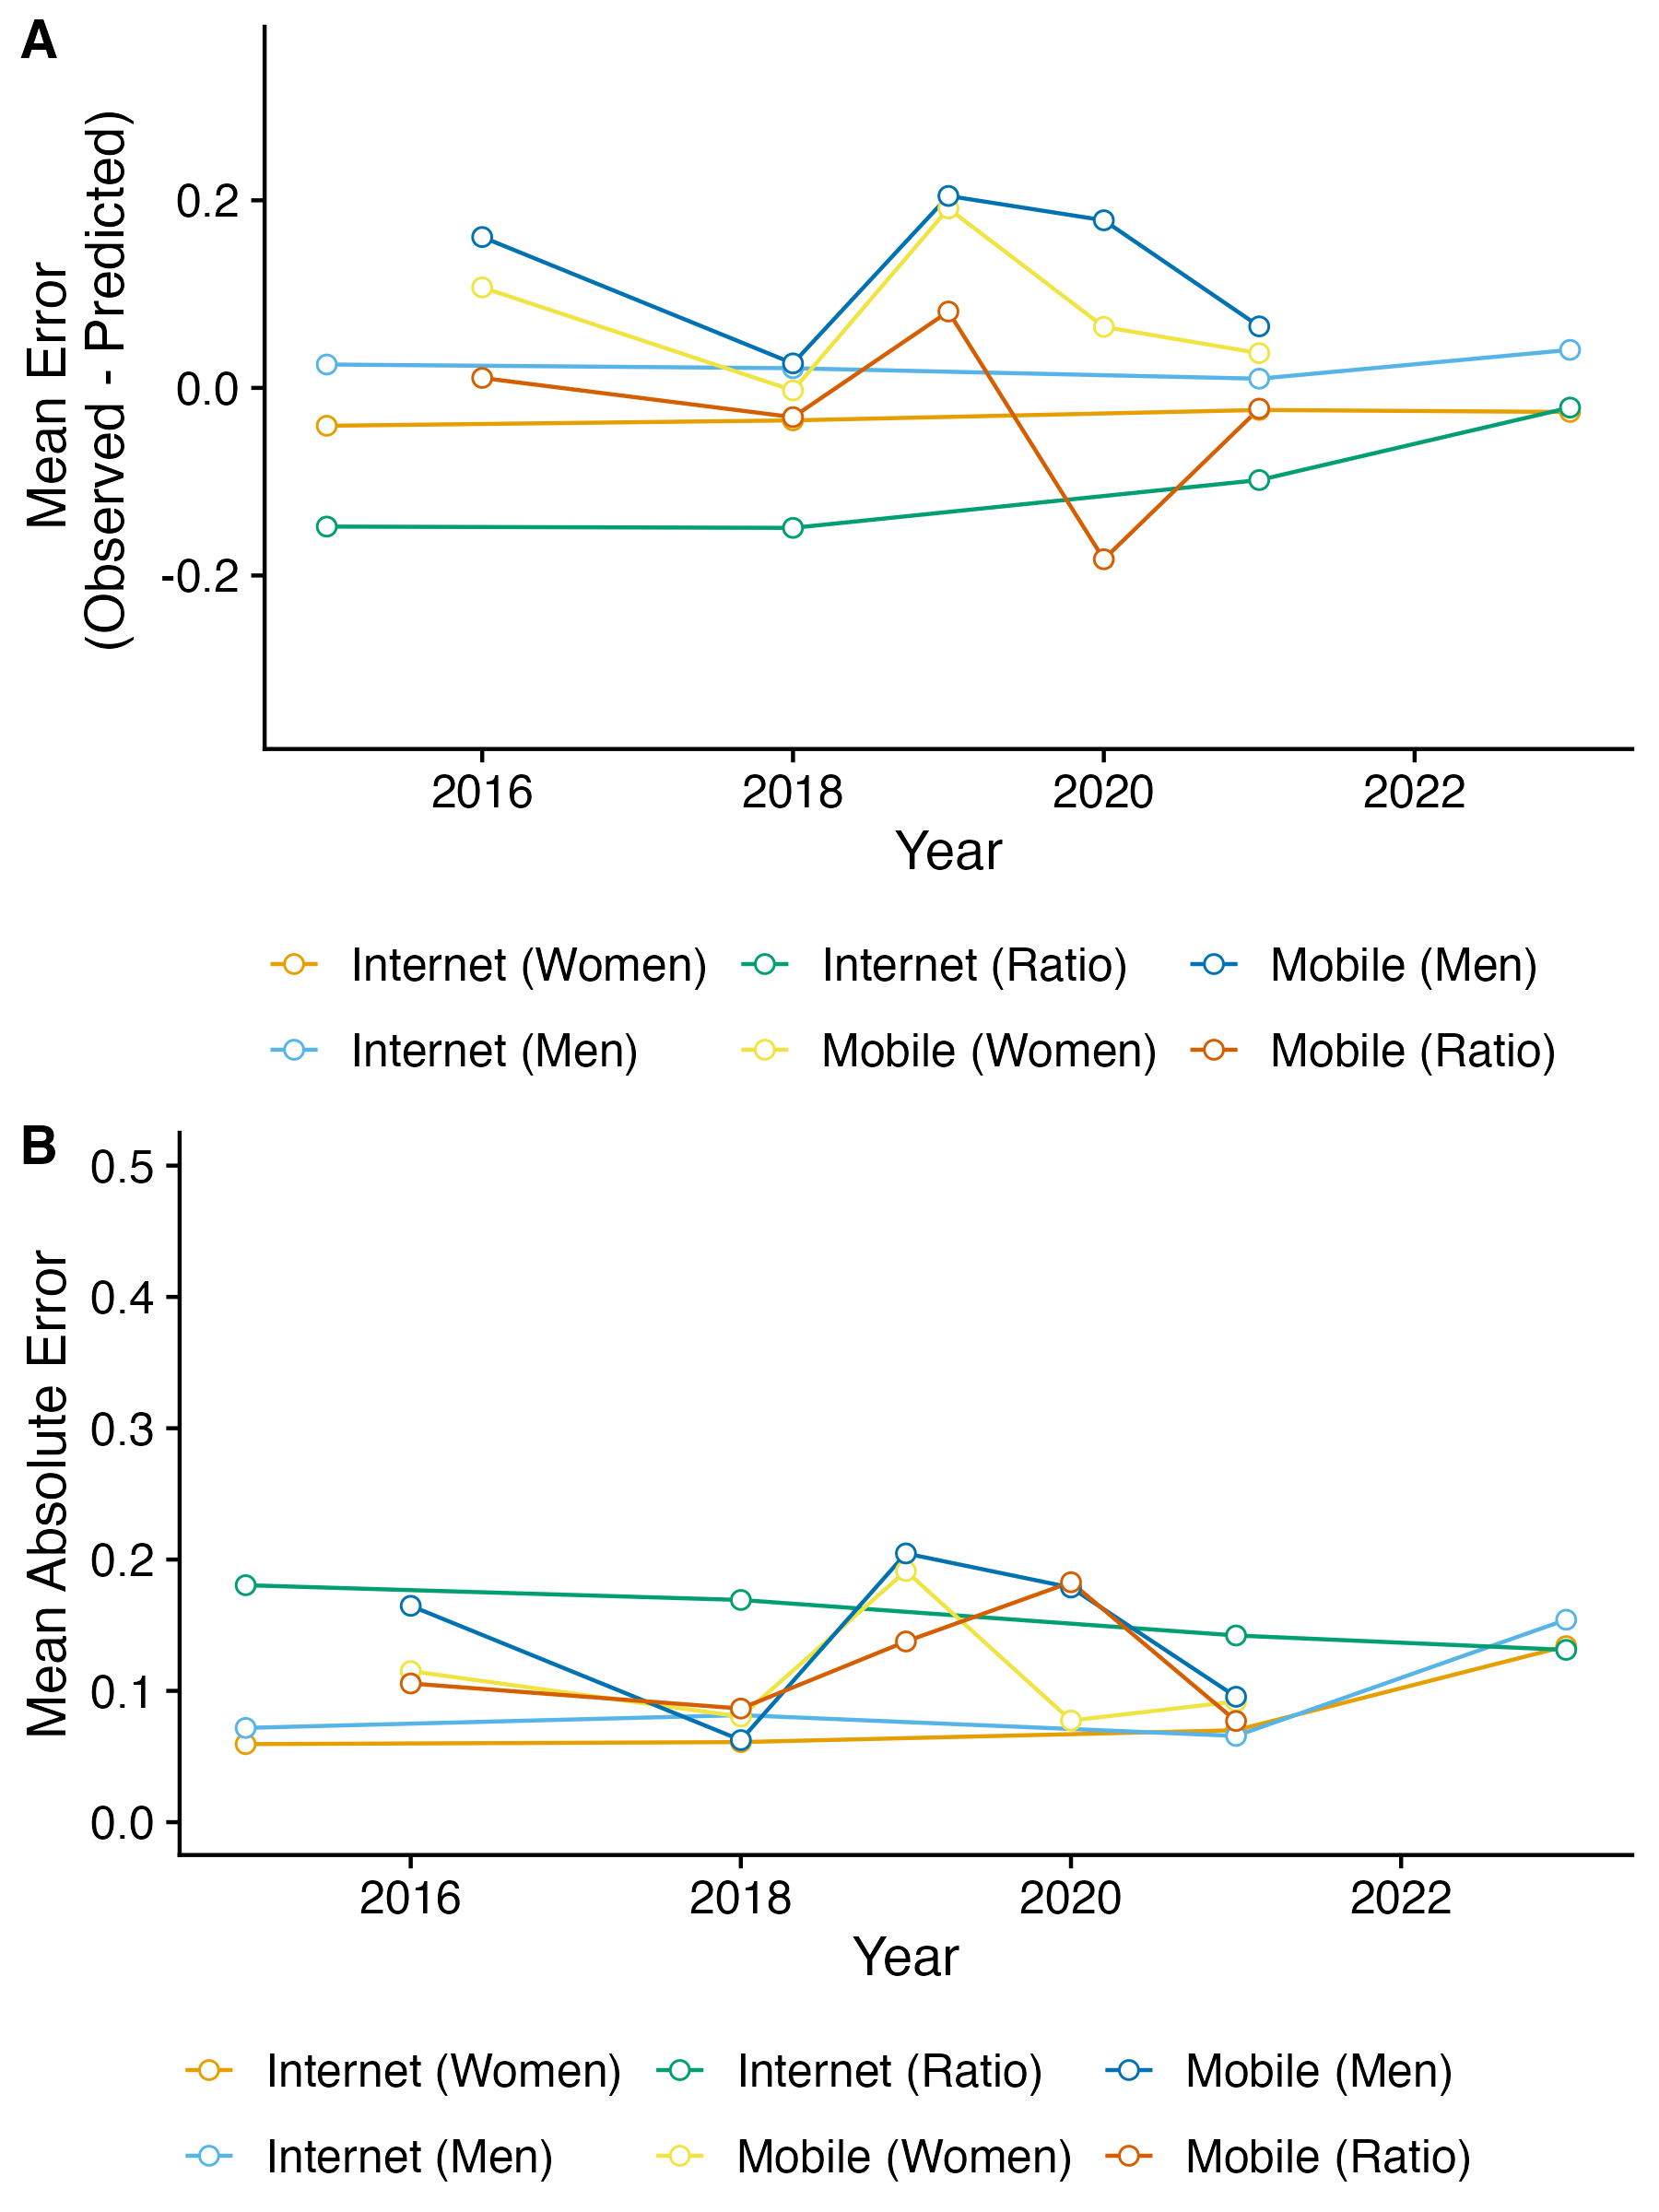 A
Mean Error
(Observed - Predicted)
0.2
0.0
-0.2
2016 2018 2020 2022
Year
Internet (Women) Internet (Ratio) Mobile (Men)
Internet (Men) Mobile (Women) Mobile (Ratio)
B
Mean Absolute Error
0.5
0.4
0.3
0.2
0.1
0.0
2016 2018 2020 2022
Year
Internet (Women) Internet (Ratio) Mobile (Men)
Internet (Men) Mobile (Women) Mobile (Ratio)